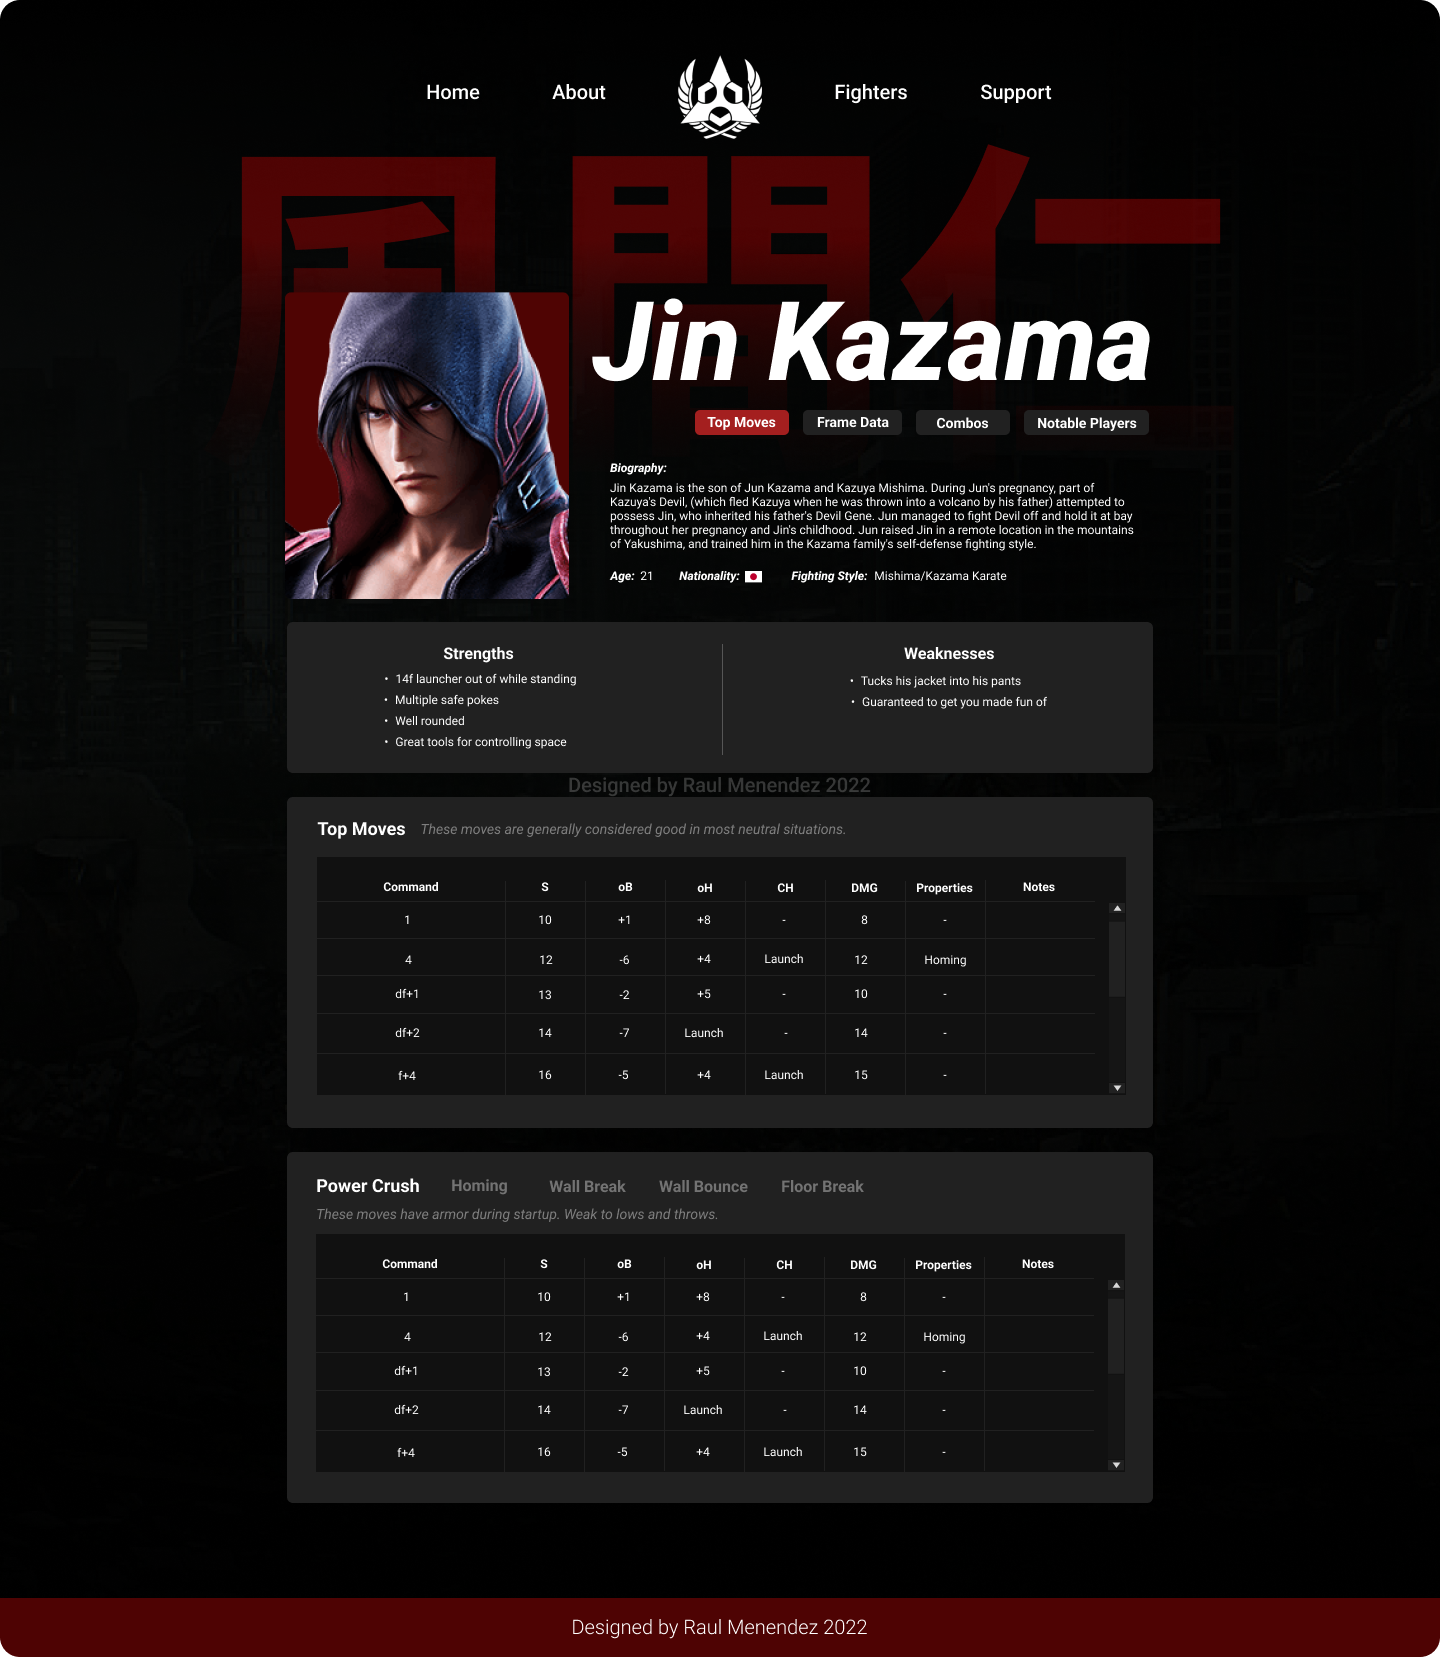 Home About Fighters Support
風間仁
Jin Kazama
Top Moves Frame Data Combos Notable Players
Biography:
Jin Kazama is the son of Jun Kazama and Kazuya Mishima. During Jun's pregnancy, part of
Kazuya's Devil, (which fled Kazuya when he was thrown into a volcano by his father) attempted to
possess Jin, who inherited his father's Devil Gene. Jun managed to fight Devil off and hold it at bay
throughout her pregnancy and Jin's childhood. Jun raised Jin in a remote location in the mountains
of Yakushima, and trained him in the Kazama family's self-defense fighting style.
Age: 21 Nationality: Fighting Style: Mishima/Kazama Karate
Strengths
• 14f launcher out of while standing
• Multiple safe pokes
• Well rounded
• Great tools for controlling space
Weaknesses
• Tucks his jacket into his pants
• Guaranteed to get you made fun of
Designed by Raul Menendez 2022
Top Moves These moves are generally considered good in most neutral situations.
Command S oB oH CH DMG Properties Notes
1 10 +1 +8 - 8 -
4 12 -6 +4 Launch 12 Homing
df+1 13 -2 +5 - 10 -
df+2 14 -7 Launch - 14 -
f+4 16 -5 +4 Launch 15 -
Power Crush Homing Wall Break Wall Bounce Floor Break
These moves have armor during startup. Weak to lows and throws.
Command S oB oH CH DMG Properties Notes
1 10 +1 +8 - 8 -
4 12 -6 +4 Launch 12 Homing
df+1 13 -2 +5 - 10 -
df+2 14 -7 Launch - 14 -
f+4 16 -5 +4 Launch 15 -
Designed by Raul Menendez 2022